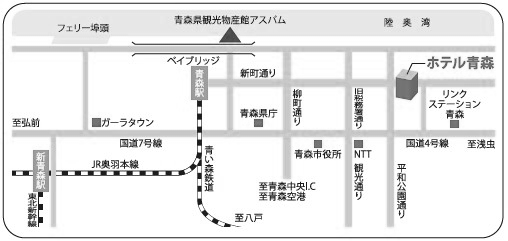 青森県観光物産館アスパム
陸奥湾
フェリー埠頭
ベイブリッジ
ホテル青森
新町通り
青森駅
柳町通り
旧税務署通り
リンク
ステーション
青森
至弘前
ガーラタウン
青森県庁
国道7号線
国道4号線
至浅虫
新青森駅
JR奥羽本線
青い森鉄道
青森市役所
NTT
観光通り
平和公園通り
至青森中央I.C
至青森空港
東北新幹線
至八戸